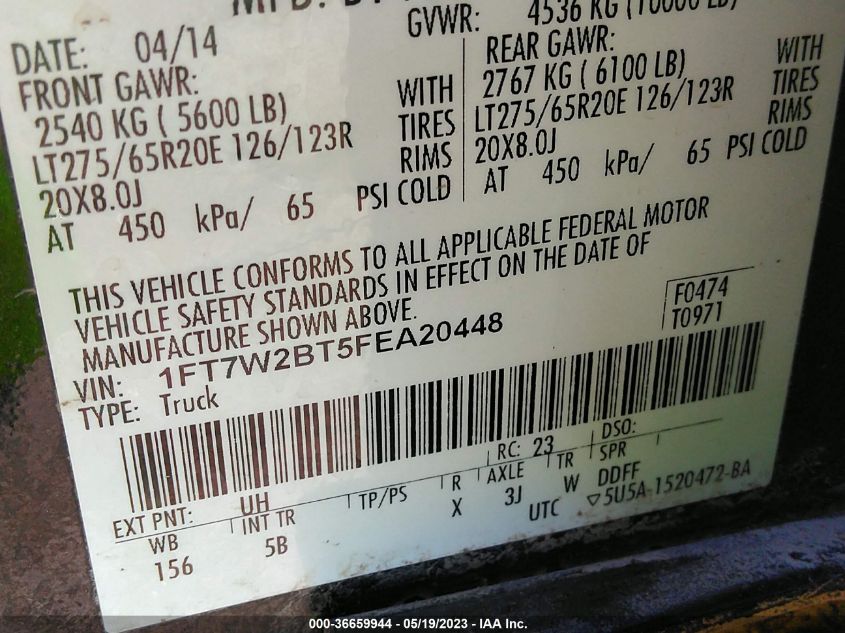 GVWR: 4536 KG (10000 LB)
DATE: 04/14
FRONT GAWR:
2540 KG ( 5600 LB)
WITH
LT275/65R20E 126/123R
TIRES
20X8.0J
RIMS
AT 450 kPa/ 65 PSI COLD
REAR GAWR:
2767 KG ( 6100 LB)
WITH
LT275/65R20E 126/123R
TIRES
20X8.0J
RIMS
AT 450 kPa/ 65 PSI COLD
THIS VEHICLE CONFORMS TO ALL APPLICABLE FEDERAL MOTOR
VEHICLE SAFETY STANDARDS IN EFFECT ON THE DATE OF
MANUFACTURE SHOWN ABOVE.
F0474
T0971
VIN: 1FT7W2BT5FEA20448
TYPE: Truck
EXT PNT: UH RC: 23 DSO:
WB INT TR TP/PS R AXLE TR SPR
156 5B X 3J W DDFF
UTC ▽5U5A-1520472-BA
000-36659944 - 05/19/2023 - IAA Inc.